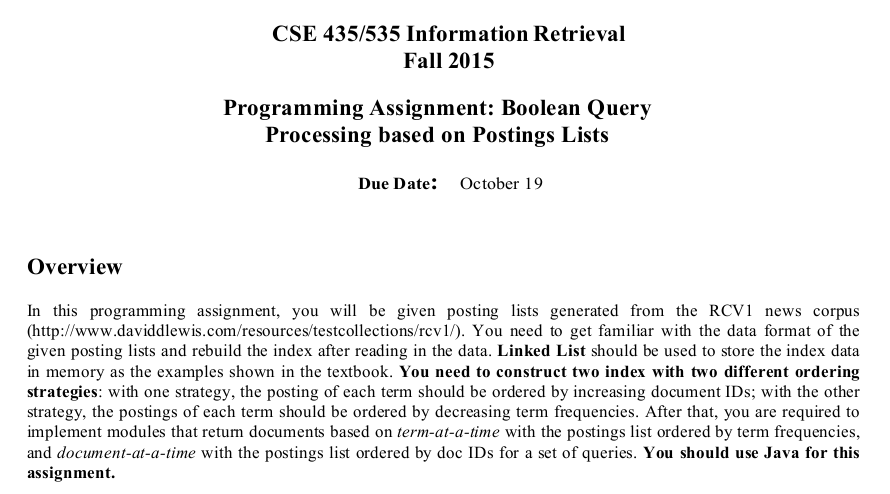 CSE 435/535 Information Retrieval
Fall 2015
Programming Assignment: Boolean Query
Processing based on Postings Lists
Due Date: October 19
Overview
In this programming assignment, you will be given posting lists generated from the RCV1 news corpus
(http://www.daviddlewis.com/resources/testcollections/rcv1/). You need to get familiar with the data format of the
given posting lists and rebuild the index after reading in the data. Linked List should be used to store the index data
in memory as the examples shown in the textbook. You need to construct two index with two different ordering
strategies: with one strategy, the posting of each term should be ordered by increasing document IDs; with the other
strategy, the postings of each term should be ordered by decreasing term frequencies. After that, you are required to
implement modules that return documents based on term-at-a-time with the postings list ordered by term frequencies,
and document-at-a-time with the postings list ordered by doc IDs for a set of queries. You should use Java for this
assignment.